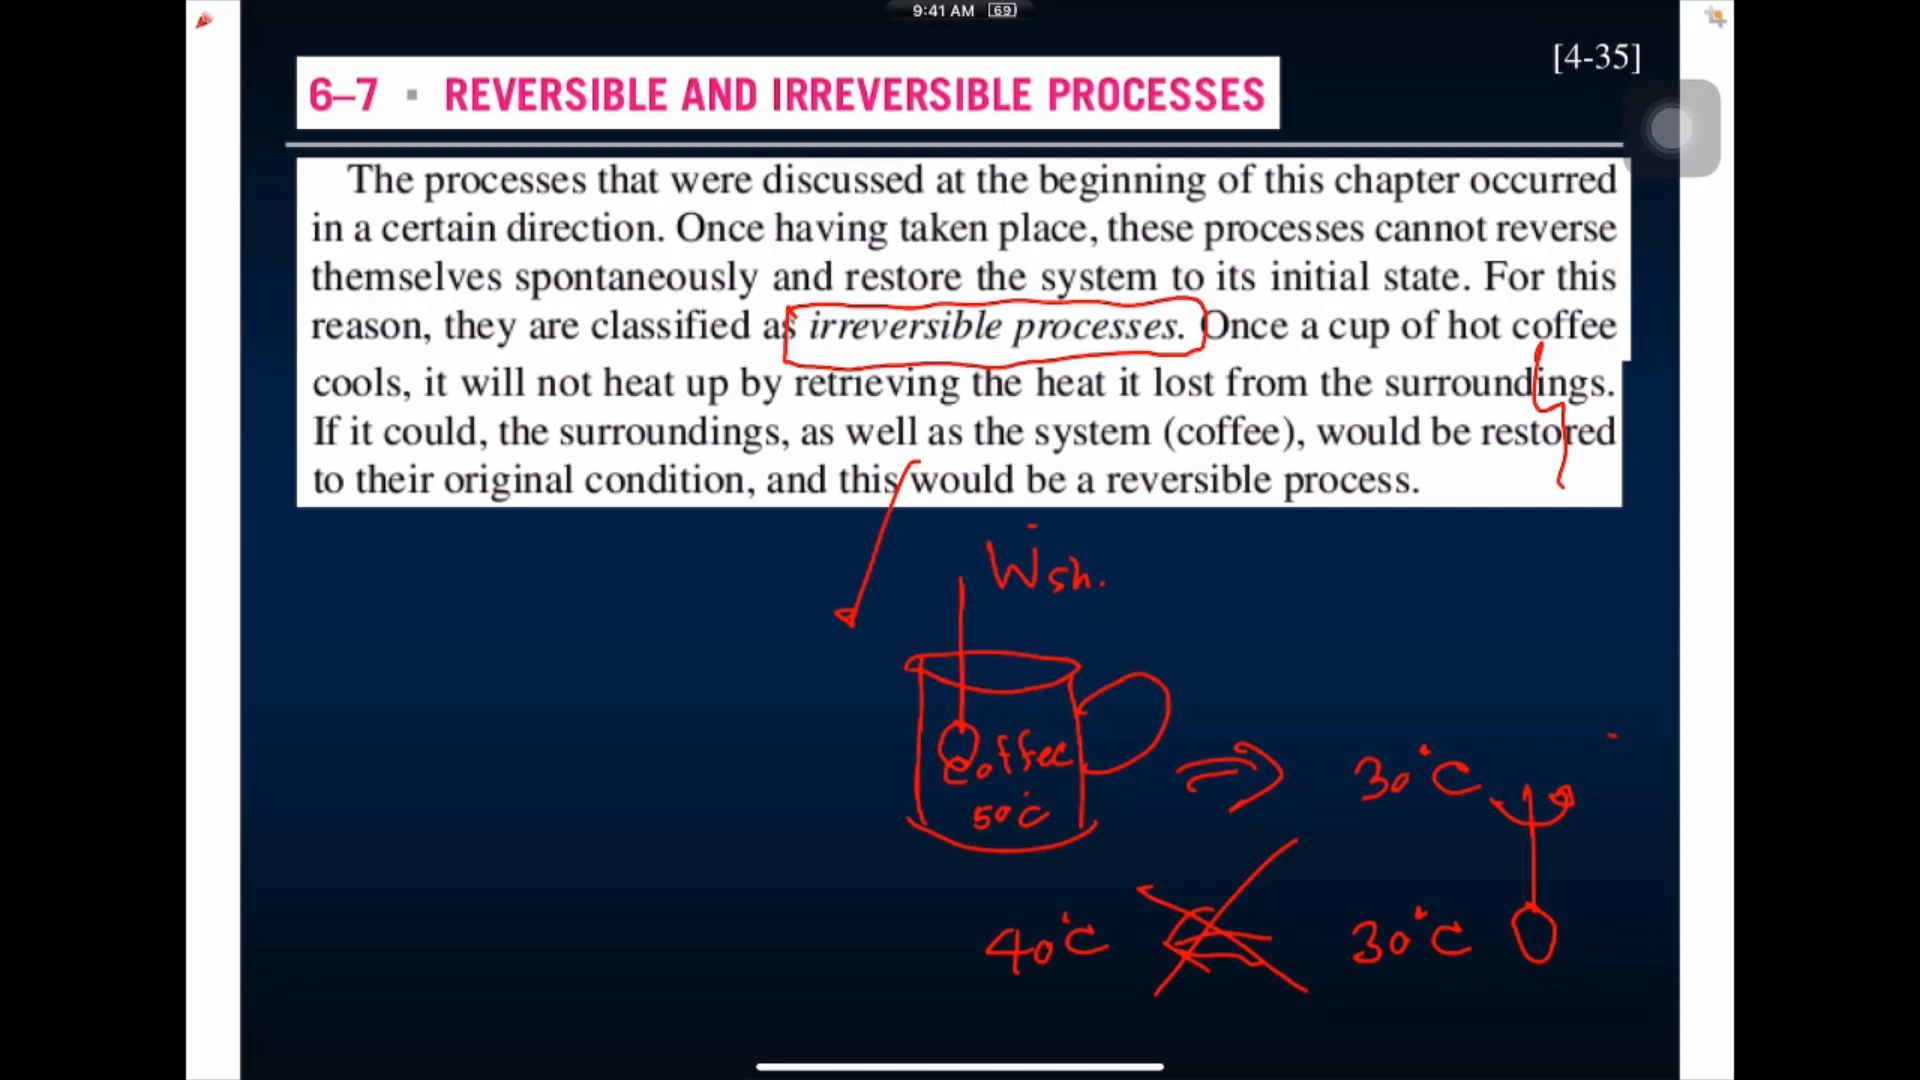 9:41 AM 69
[4-35]
6–7 ▪ REVERSIBLE AND IRREVERSIBLE PROCESSES
The processes that were discussed at the beginning of this chapter occurred
in a certain direction. Once having taken place, these processes cannot reverse
themselves spontaneously and restore the system to its initial state. For this
reason, they are classified as irreversible processes. Once a cup of hot coffee
cools, it will not heat up by retrieving the heat it lost from the surroundings.
If it could, the surroundings, as well as the system (coffee), would be restored
to their original condition, and this would be a reversible process.
Ẇsh.
Coffee
50°C
30°C
40°C
30°C